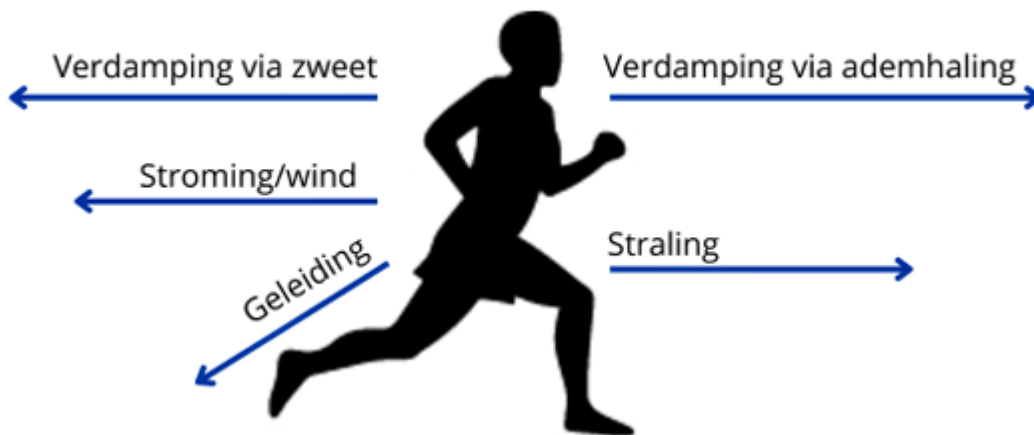 Verdamping via zweet
Verdamping via ademhaling
Stroming/wind
Straling
Geleiding